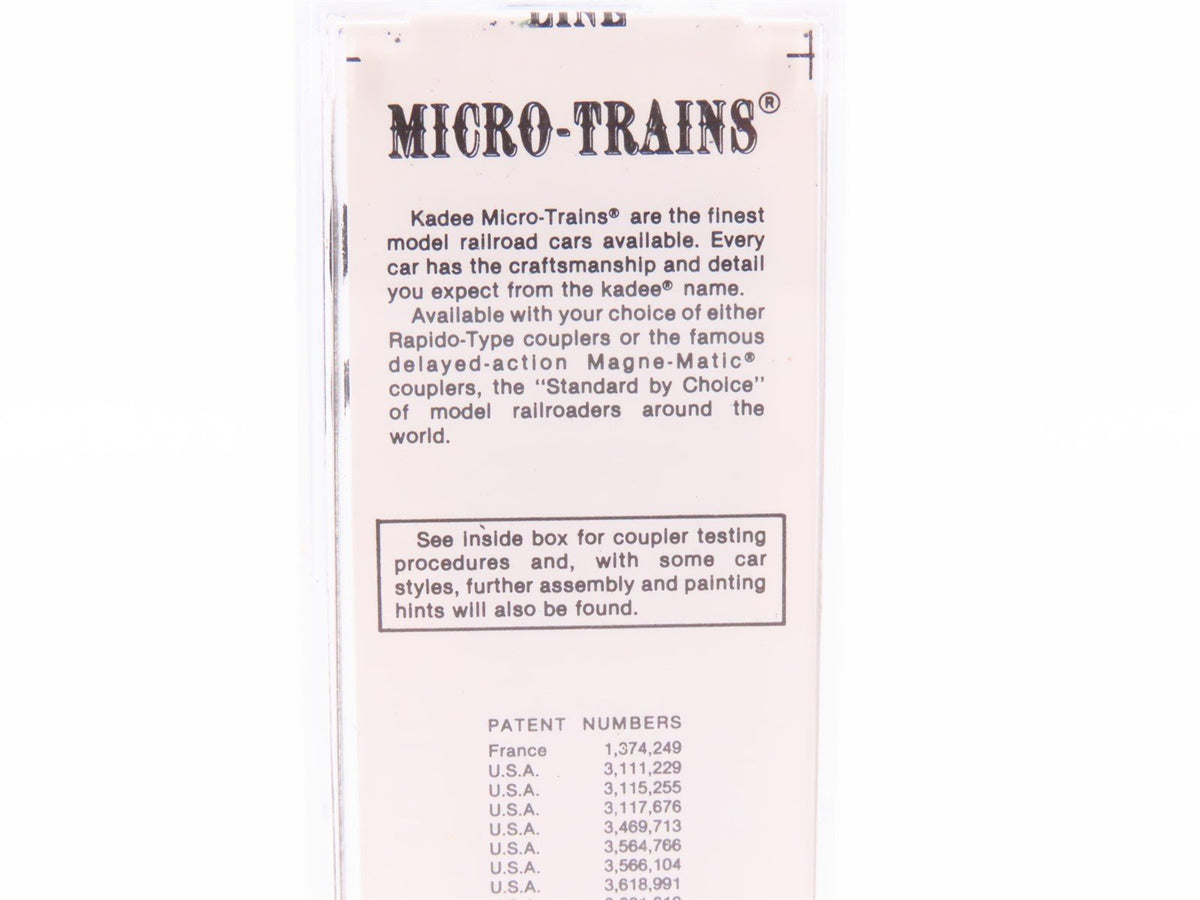 LINE
MICRO-TRAINS®
Kadee Micro-Trains® are the finest
model railroad cars available. Every
car has the craftsmanship and detail
you expect from the kadee® name.
Available with your choice of either
Rapido-Type couplers or the famous
delayed-action Magne-Matic®
couplers, the "Standard by Choice"
of model railroaders around the
world.
See inside box for coupler testing
procedures and, with some car
styles, further assembly and painting
hints will also be found.
PATENT NUMBERS
France 1,374,249
U.S.A. 3,111,229
U.S.A. 3,115,255
U.S.A. 3,117,676
U.S.A. 3,469,713
U.S.A. 3,564,766
U.S.A. 3,566,104
U.S.A. 3,618,991